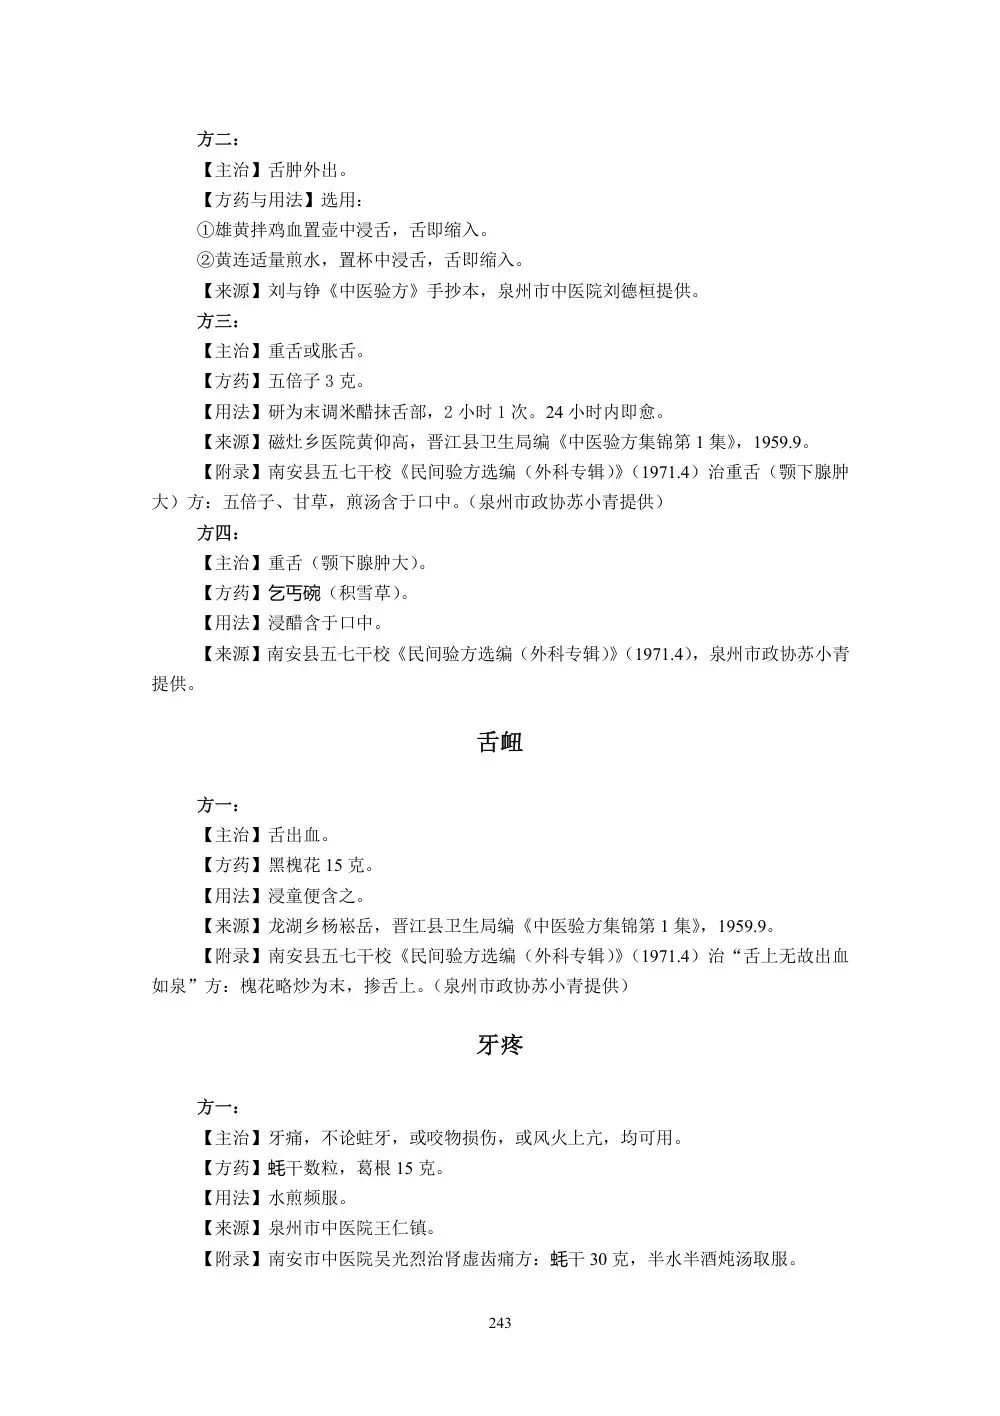 方二：
【主治】舌肿外出。
【方药与用法】选用：
①雄黄拌鸡血置壶中浸舌，舌即缩入。
②黄连适量煎水，置杯中浸舌，舌即缩入。
【来源】刘与铮《中医验方》手抄本，泉州市中医院刘德桓提供。
方三：
【主治】重舌或胀舌。
【方药】五倍子 3 克。
【用法】研为末调米醋抹舌部，2 小时 1 次。24 小时内即愈。
【来源】磁灶乡医院黄仰高，晋江县卫生局编《中医验方集锦第 1 集》，1959.9。
【附录】南安县五七干校《民间验方选编（外科专辑）》（1971.4）治重舌（颚下腺肿
大）方：五倍子、甘草，煎汤含于口中。（泉州市政协苏小青提供）
方四：
【主治】重舌（颚下腺肿大）。
【方药】乞丐碗（积雪草）。
【用法】浸醋含于口中。
【来源】南安县五七干校《民间验方选编（外科专辑）》（1971.4），泉州市政协苏小青
提供。
舌衄
方一：
【主治】舌出血。
【方药】黑槐花 15 克。
【用法】浸童便含之。
【来源】龙湖乡杨崧岳，晋江县卫生局编《中医验方集锦第 1 集》，1959.9。
【附录】南安县五七干校《民间验方选编（外科专辑）》（1971.4）治“舌上无故出血
如泉”方：槐花略炒为末，掺舌上。（泉州市政协苏小青提供）
牙疼
方一：
【主治】牙痛，不论蛀牙，或咬物损伤，或风火上亢，均可用。
【方药】蚝干数粒，葛根 15 克。
【用法】水煎频服。
【来源】泉州市中医院王仁镇。
【附录】南安市中医院吴光烈治肾虚齿痛方：蚝干 30 克，半水半酒炖汤取服。
243